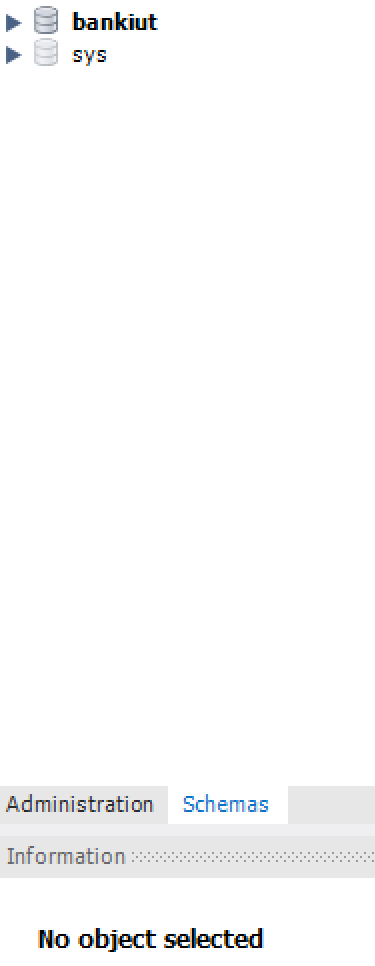 bankiut
sys
Administration Schemas
Information
No object selected